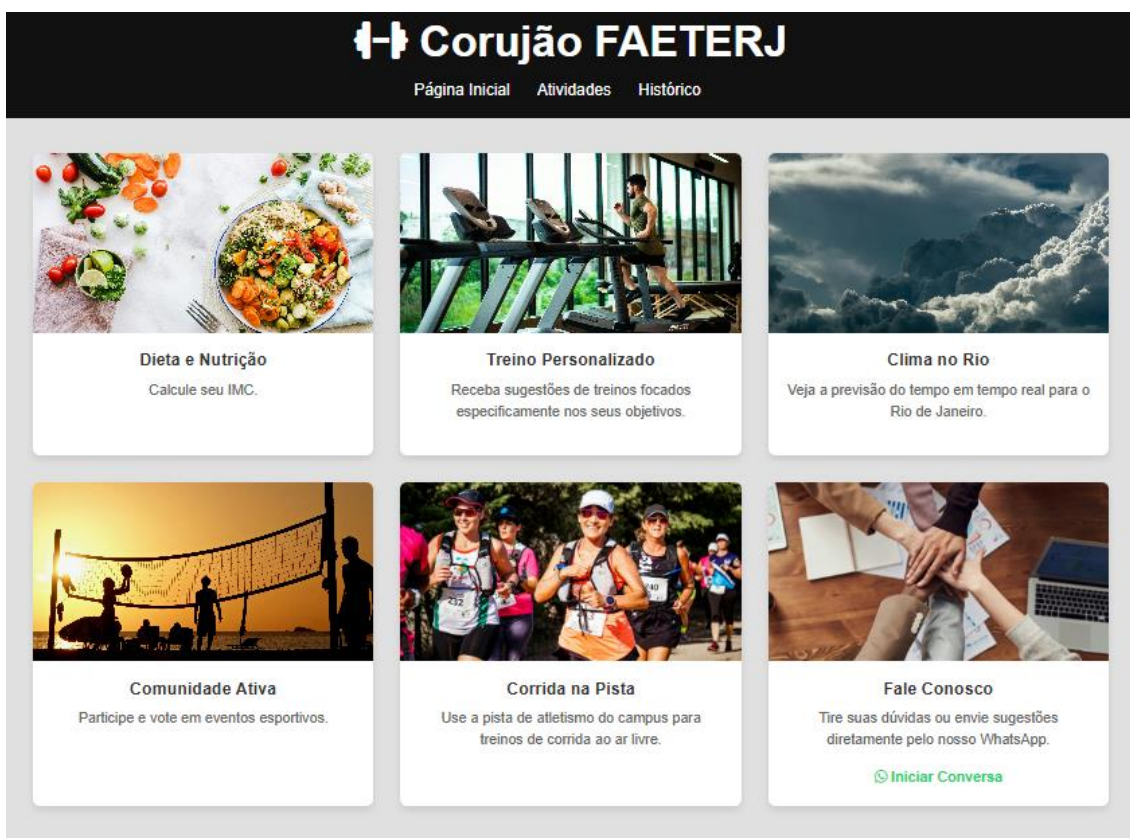 Corujão FAETERJ
Página Inicial Atividades Histórico
Dieta e Nutrição
Calcule seu IMC.
Treino Personalizado
Receba sugestões de treinos focados
especificamente nos seus objetivos.
Clima no Rio
Veja a previsão do tempo em tempo real para o
Rio de Janeiro.
Comunidade Ativa
Participe e vote em eventos esportivos.
232
240
Corrida na Pista
Use a pista de atletismo do campus para
treinos de corrida ao ar livre.
Fale Conosco
Tire suas dúvidas ou envie sugestões
diretamente pelo nosso WhatsApp.
Iniciar Conversa